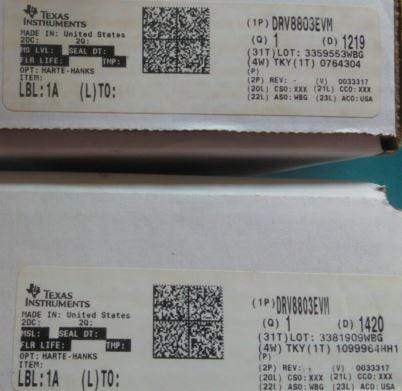 TEXAS
INSTRUMENTS
MADE IN: United States
2DC: 2Q:
MS LVL: SEAL DT:
FLR LIFE: TMP:
OPT: HARTE-HANKS
ITEM:
LBL: 1A (L)TO:
(1P) DRV8803EVM
(Q) 1 (D) 1219
(31T)LOT: 3359553WBG
(4W) TKY(1T) 0764304
(P)
(2P) REV: - (V) 0033317
(20L) CSO: XXX (21L) CCO: XXX
(22L) ASO: WBG (23L) ACO: USA
TEXAS
INSTRUMENTS
MADE IN: United States
2DC: 2Q:
MSL: SEAL DT:
FLR LIFE: TMP:
OPT: HARTE-HANKS
ITEM:
LBL: 1A (L)TO:
(1P) DRV8803EVM
(Q) 1 (D) 1420
(31T)LOT: 3381909WBG
(4W) TKY(1T) 1099964HH1
(P)
(2P) REV: (V) 0033317
(20L) CSO: XXX (21L) CCO: XXX
(22L) ASO: WBG (23L) ACO: USA